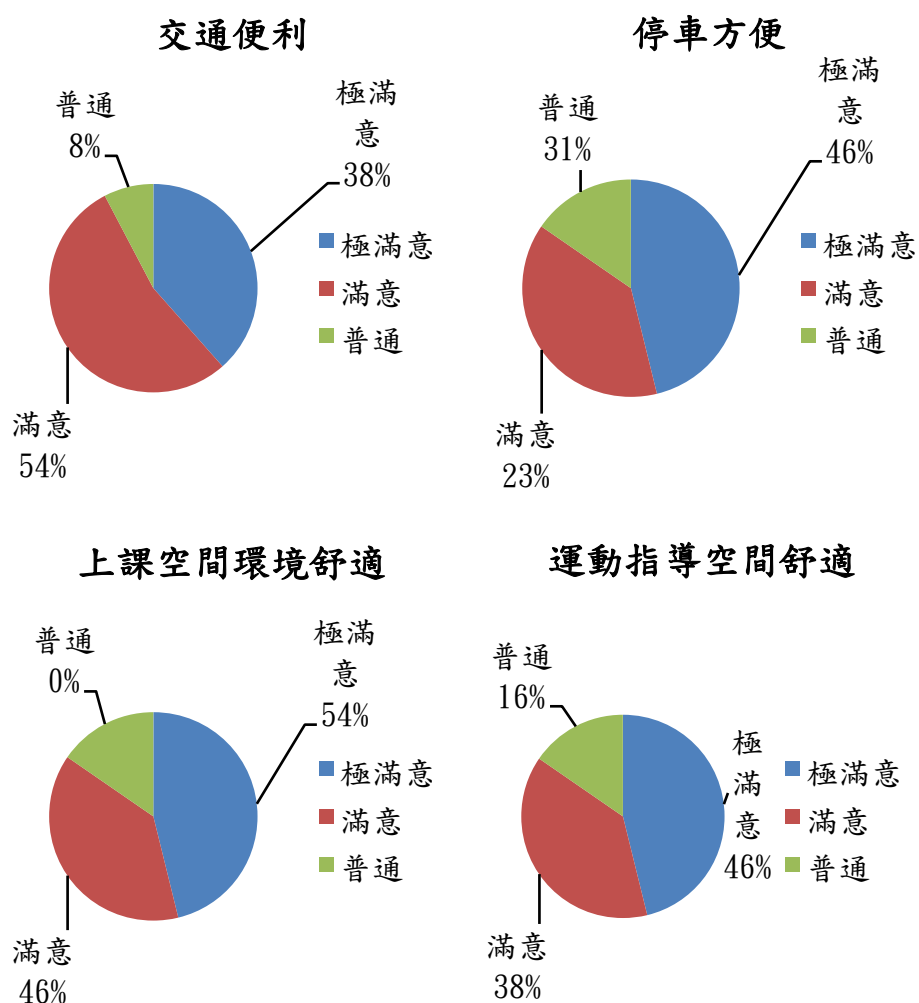 交通便利
普通
8%
極滿
意
38%
極滿意
滿意
普通
滿意
54%
停車方便
普通
31%
極滿
意
46%
極滿意
滿意
普通
滿意
23%
上課空間環境舒適
普通
0%
極滿
意
54%
極滿意
滿意
普通
滿意
46%
運動指導空間舒適
普通
16%
極
滿
意
46%
極滿意
滿意
普通
滿意
38%